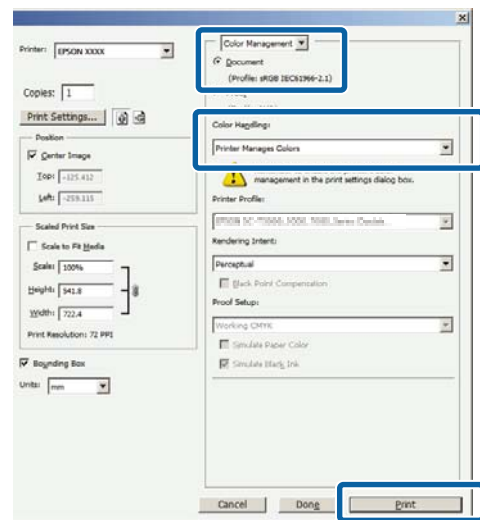 Printer: EPSON XXXX
Copies: 1
Print Settings...
Position
Center Image
Top: -125.412
Left: -259.115
Scaled Print Size
Scale to Fit Media
Scale: 100%
Height: 541.8
Width: 722.4
Print Resolution: 72 PPI
Bounding Box
Units: mm
Color Management
Document
(Profile: sRGB IEC61966-2.1)
Color Handling:
Printer Manages Colors
management in the print settings dialog box.
Printer Profile:
Rendering Intent:
Perceptual
Black Point Compensation
Proof Setup:
Working CMYK
Simulate Paper Color
Simulate Black Ink
Cancel
Done
Print